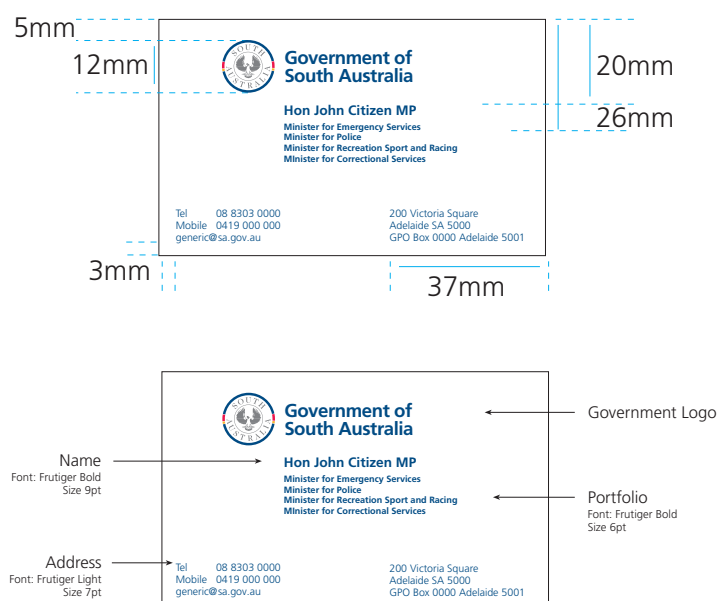 5mm
12mm
20mm
26mm
SOUTH AUSTRALIA
Government of
South Australia
Hon John Citizen MP
Minister for Emergency Services
Minister for Police
Minister for Recreation Sport and Racing
MInister for Correctional Services
Tel 08 8303 0000
Mobile 0419 000 000
generic@sa.gov.au
200 Victoria Square
Adelaide SA 5000
GPO Box 0000 Adelaide 5001
3mm
37mm
SOUTH AUSTRALIA
Government of
South Australia
Government Logo
Hon John Citizen MP
Minister for Emergency Services
Minister for Police
Minister for Recreation Sport and Racing
MInister for Correctional Services
Name
Font: Frutiger Bold
Size 9pt
Portfolio
Font: Frutiger Bold
Size 6pt
Address
Font: Frutiger Light
Size 7pt
Tel 08 8303 0000
Mobile 0419 000 000
generic@sa.gov.au
200 Victoria Square
Adelaide SA 5000
GPO Box 0000 Adelaide 5001